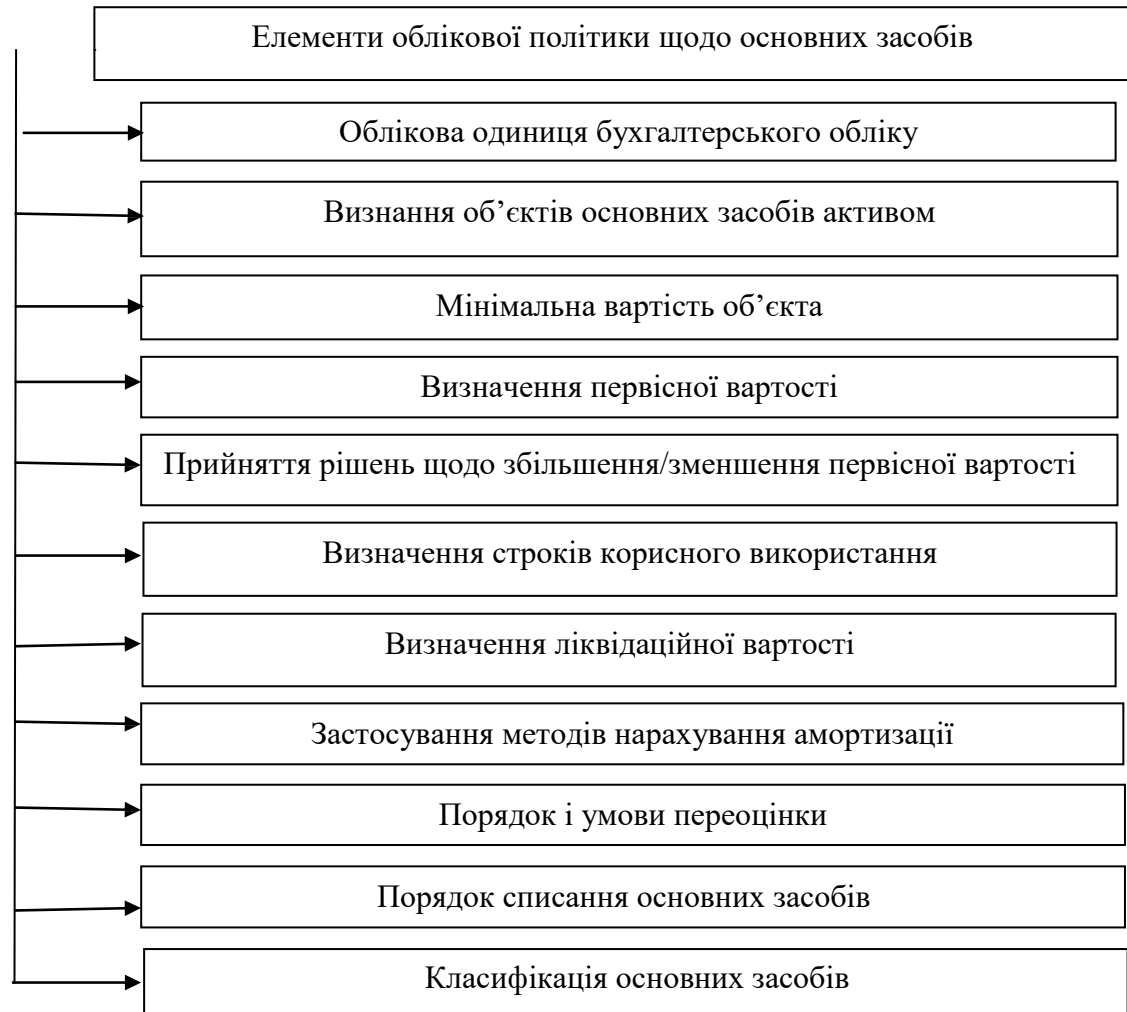 Елементи облікової політики щодо основних засобів
Облікова одиниця бухгалтерського обліку
Визнання об’єктів основних засобів активом
Мінімальна вартість об’єкта
Визначення первісної вартості
Прийняття рішень щодо збільшення/зменшення первісної вартості
Визначення строків корисного використання
Визначення ліквідаційної вартості
Застосування методів нарахування амортизації
Порядок і умови переоцінки
Порядок списання основних засобів
Класифікація основних засобів